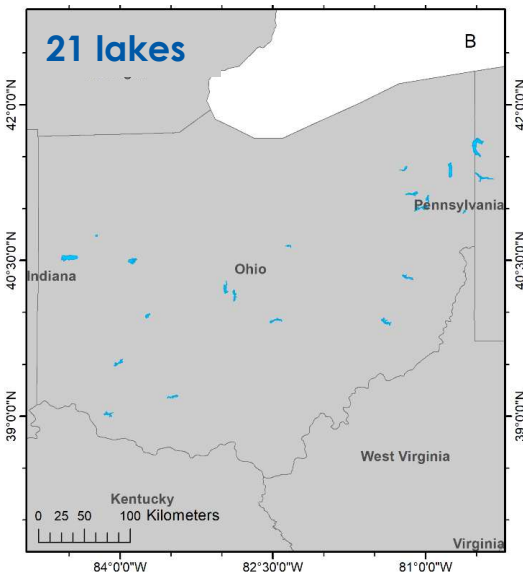 21 lakes
B
42°0'0"N
42°0'0"N
Pennsylvania
40°30'0"N
Indiana
Ohio
40°30'0"N
39°0'0"N
39°0'0"N
West Virginia
Kentucky
0 25 50 100 Kilometers
Virginia
84°0'0"W 82°30'0"W 81°0'0"W